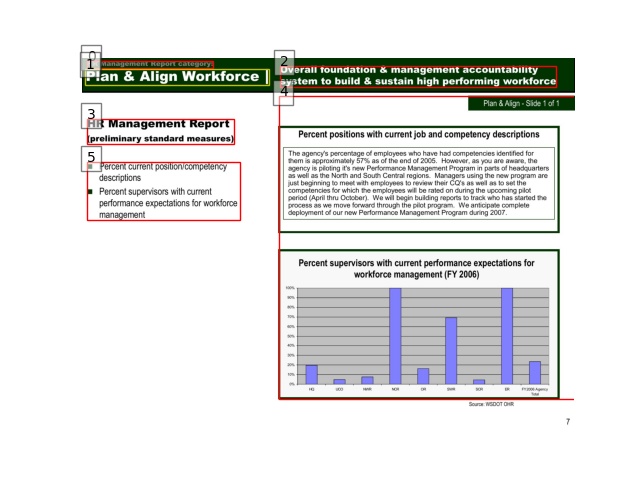 0
HR Management Report category:
1
Plan & Align Workforce
2
Overall foundation & management accountability
system to build & sustain high performing workforce
4
Plan & Align - Slide 1 of 1
3
HR Management Report
(preliminary standard measures)
5
Percent current position/competency
descriptions
Percent supervisors with current
performance expectations for workforce
management
Percent positions with current job and competency descriptions
The agency's percentage of employees who have had competencies identified for
them is approximately 57% as of the end of 2005. However, as you are aware, the
agency is piloting it's new Performance Management Program in parts of headquarters
as well as the North and South Central regions. Managers using the new program are
just beginning to meet with employees to review their CQ's as well as to set the
competencies for which the employees will be rated on during the upcoming pilot
period (April thru October). We will begin building reports to track who has started the
process as we move forward through the pilot program. We anticipate complete
deployment of our new Performance Management Program during 2007.
Percent supervisors with current performance expectations for
workforce management (FY 2006)
100%
90%
80%
70%
60%
50%
40%
30%
20%
10%
0%
HQ UCO NWR NCR OR SWR SCR ER FY2006 Agency
Total
Source: WSDOT OHR
7